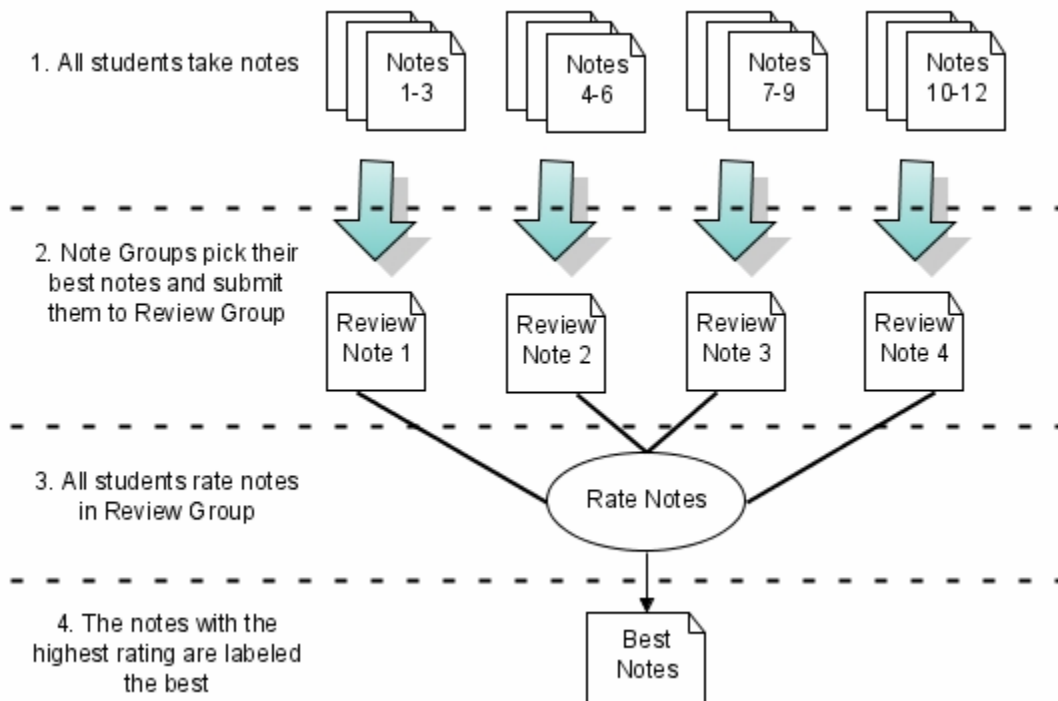 1. All students take notes
Notes
1-3
Notes
4-6
Notes
7-9
Notes
10-12
2. Note Groups pick their
best notes and submit
them to Review Group
Review
Note 1
Review
Note 2
Review
Note 3
Review
Note 4
3. All students rate notes
in Review Group
Rate Notes
4. The notes with the
highest rating are labeled
the best
Best
Notes